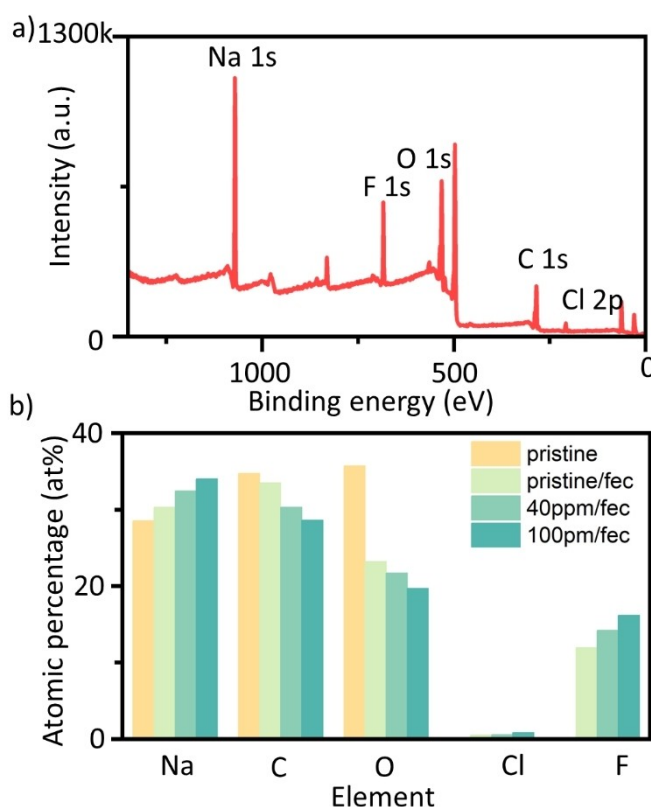 a)
1300k
Na 1s
O 1s
F 1s
C 1s
Cl 2p
Intensity (a.u.)
0
1000
500
0
Binding energy (eV)
b)
40
pristine
pristine/fec
40ppm/fec
100pm/fec
Atomic percentage (at%)
20
0
Na
C
O
Cl
F
Element